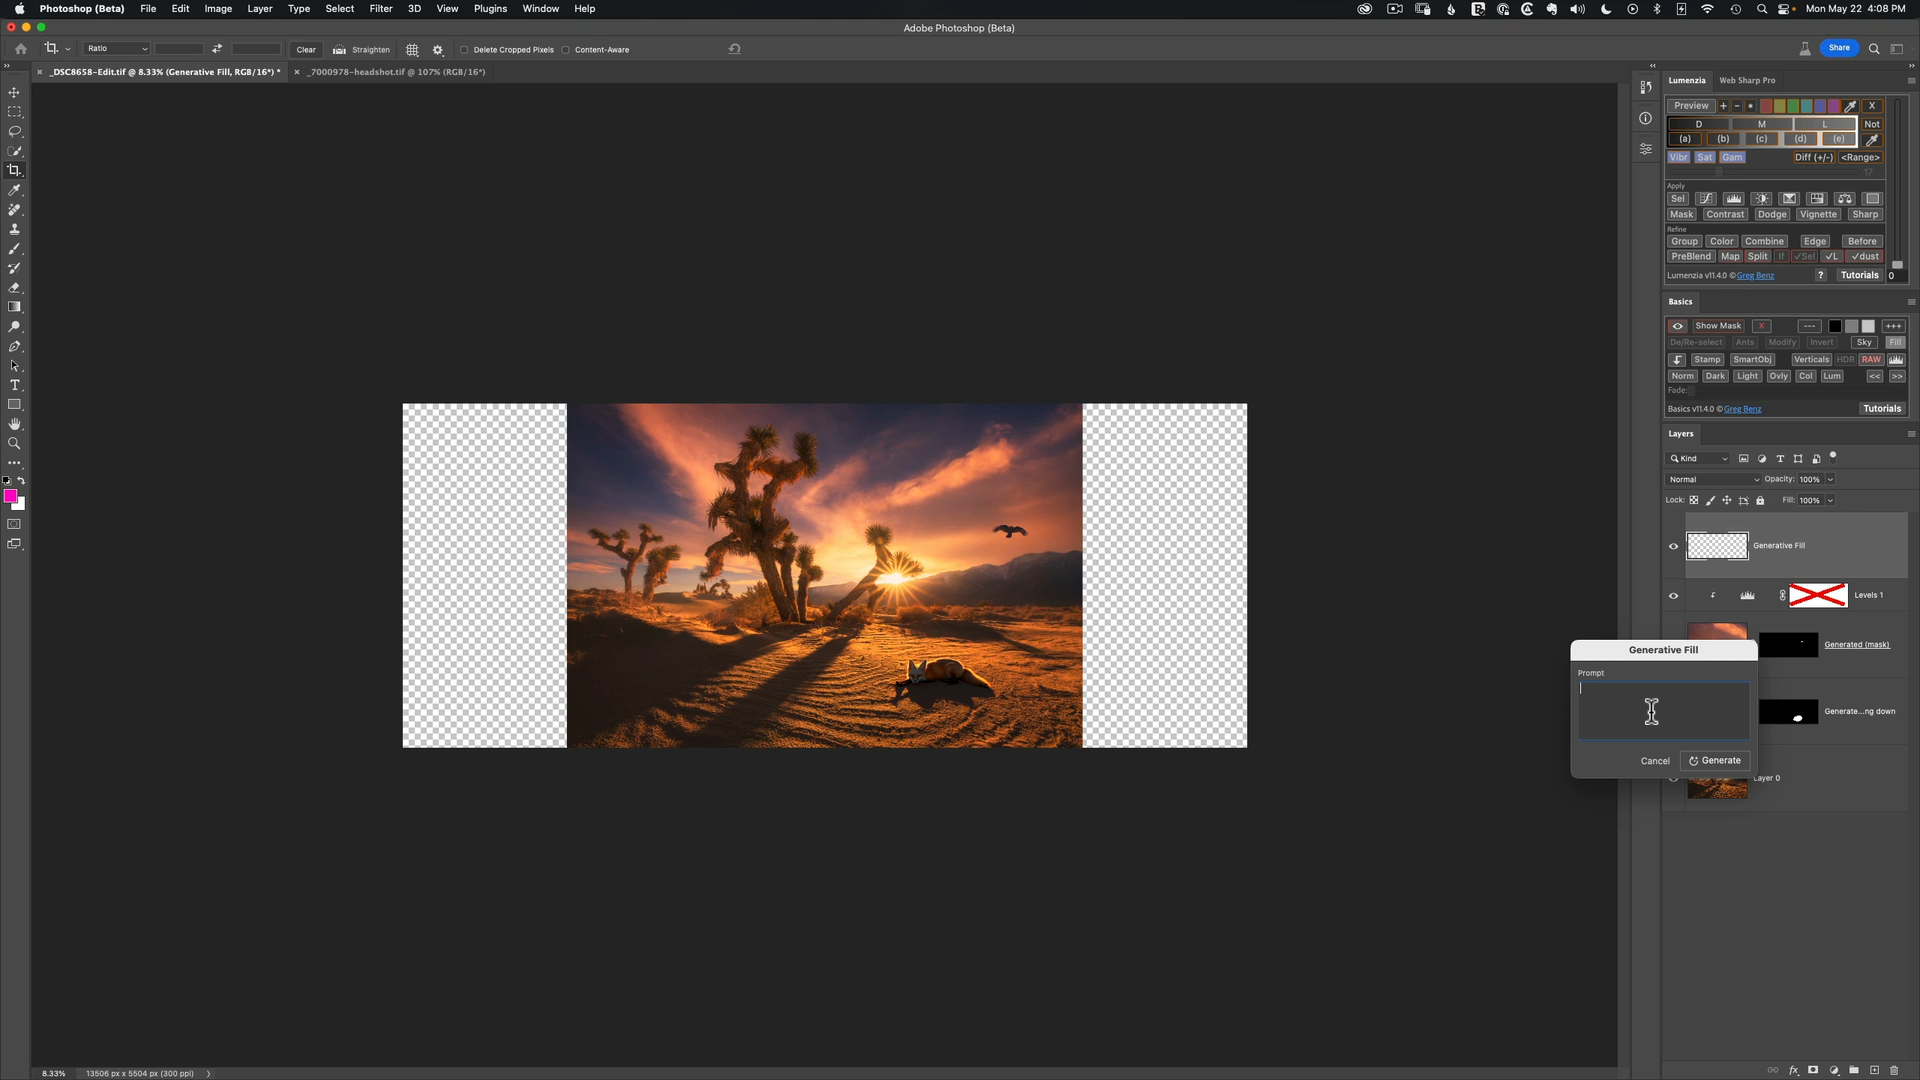 Photoshop (Beta) File Edit Image Layer Type Select Filter 3D View Plugins Window Help Mon May 22 4:08 PM
Adobe Photoshop (Beta)
Ratio Clear Straighten Delete Cropped Pixels Content-Aware Share
_DSC8658-Edit.tif @ 8.33% (Generative Fill, RGB/16*) * _7000978-headshot.tif @ 107% (RGB/16*)
Lumenzia Web Sharp Pro
Preview + - X
D M L Not
(a) (b) (c) (d) (e)
Vibr Sat Gam Diff (+/-) <Range>
17
Apply
Sel
Mask Contrast Dodge Vignette Sharp
Refine
Group Color Combine Edge Before
PreBlend Map Split If ✓Sel ✓L ✓dust
Lumenzia v11.4.0 © Greg Benz ? Tutorials 0
Basics
Show Mask X --- +++
De/Re-select Ants Modify Invert Sky Fill
Stamp SmartObj Verticals HDR RAW
Norm Dark Light Ovly Col Lum << >>
Fade:
Basics v11.4.0 © Greg Benz Tutorials
Layers
Kind
Normal Opacity: 100%
Lock: Fill: 100%
Generative Fill
Levels 1
Generated (mask)
Generate...ng down
Layer 0
Generative Fill
Prompt
Cancel Generate
8.33% 13506 px x 5504 px (300 ppi)